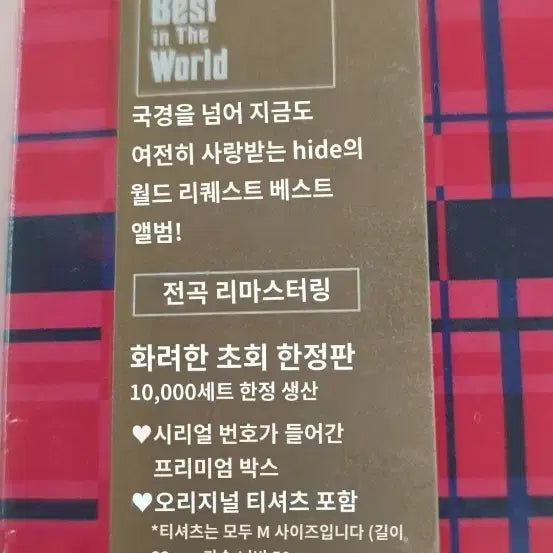 Best
in The
World
국경을 넘어 지금도
여전히 사랑받는 hide의
월드 리퀘스트 베스트
앨범!
전곡 리마스터링
화려한 초회 한정판
10,000세트 한정 생산
♥시리얼 번호가 들어간
프리미엄 박스
♥오리지널 티셔츠 포함
*티셔츠는 모두 M 사이즈입니다 (길이